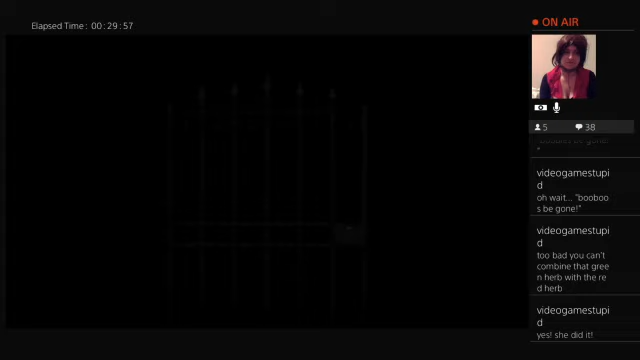 Elapsed Time: 00:29:57
ON AIR
5
38
"
videogamestupi
d
oh wait... "booboo
s be gone!"
videogamestupi
d
too bad you can't
combine that gree
n herb with the re
d herb
videogamestupi
d
yes! she did it!